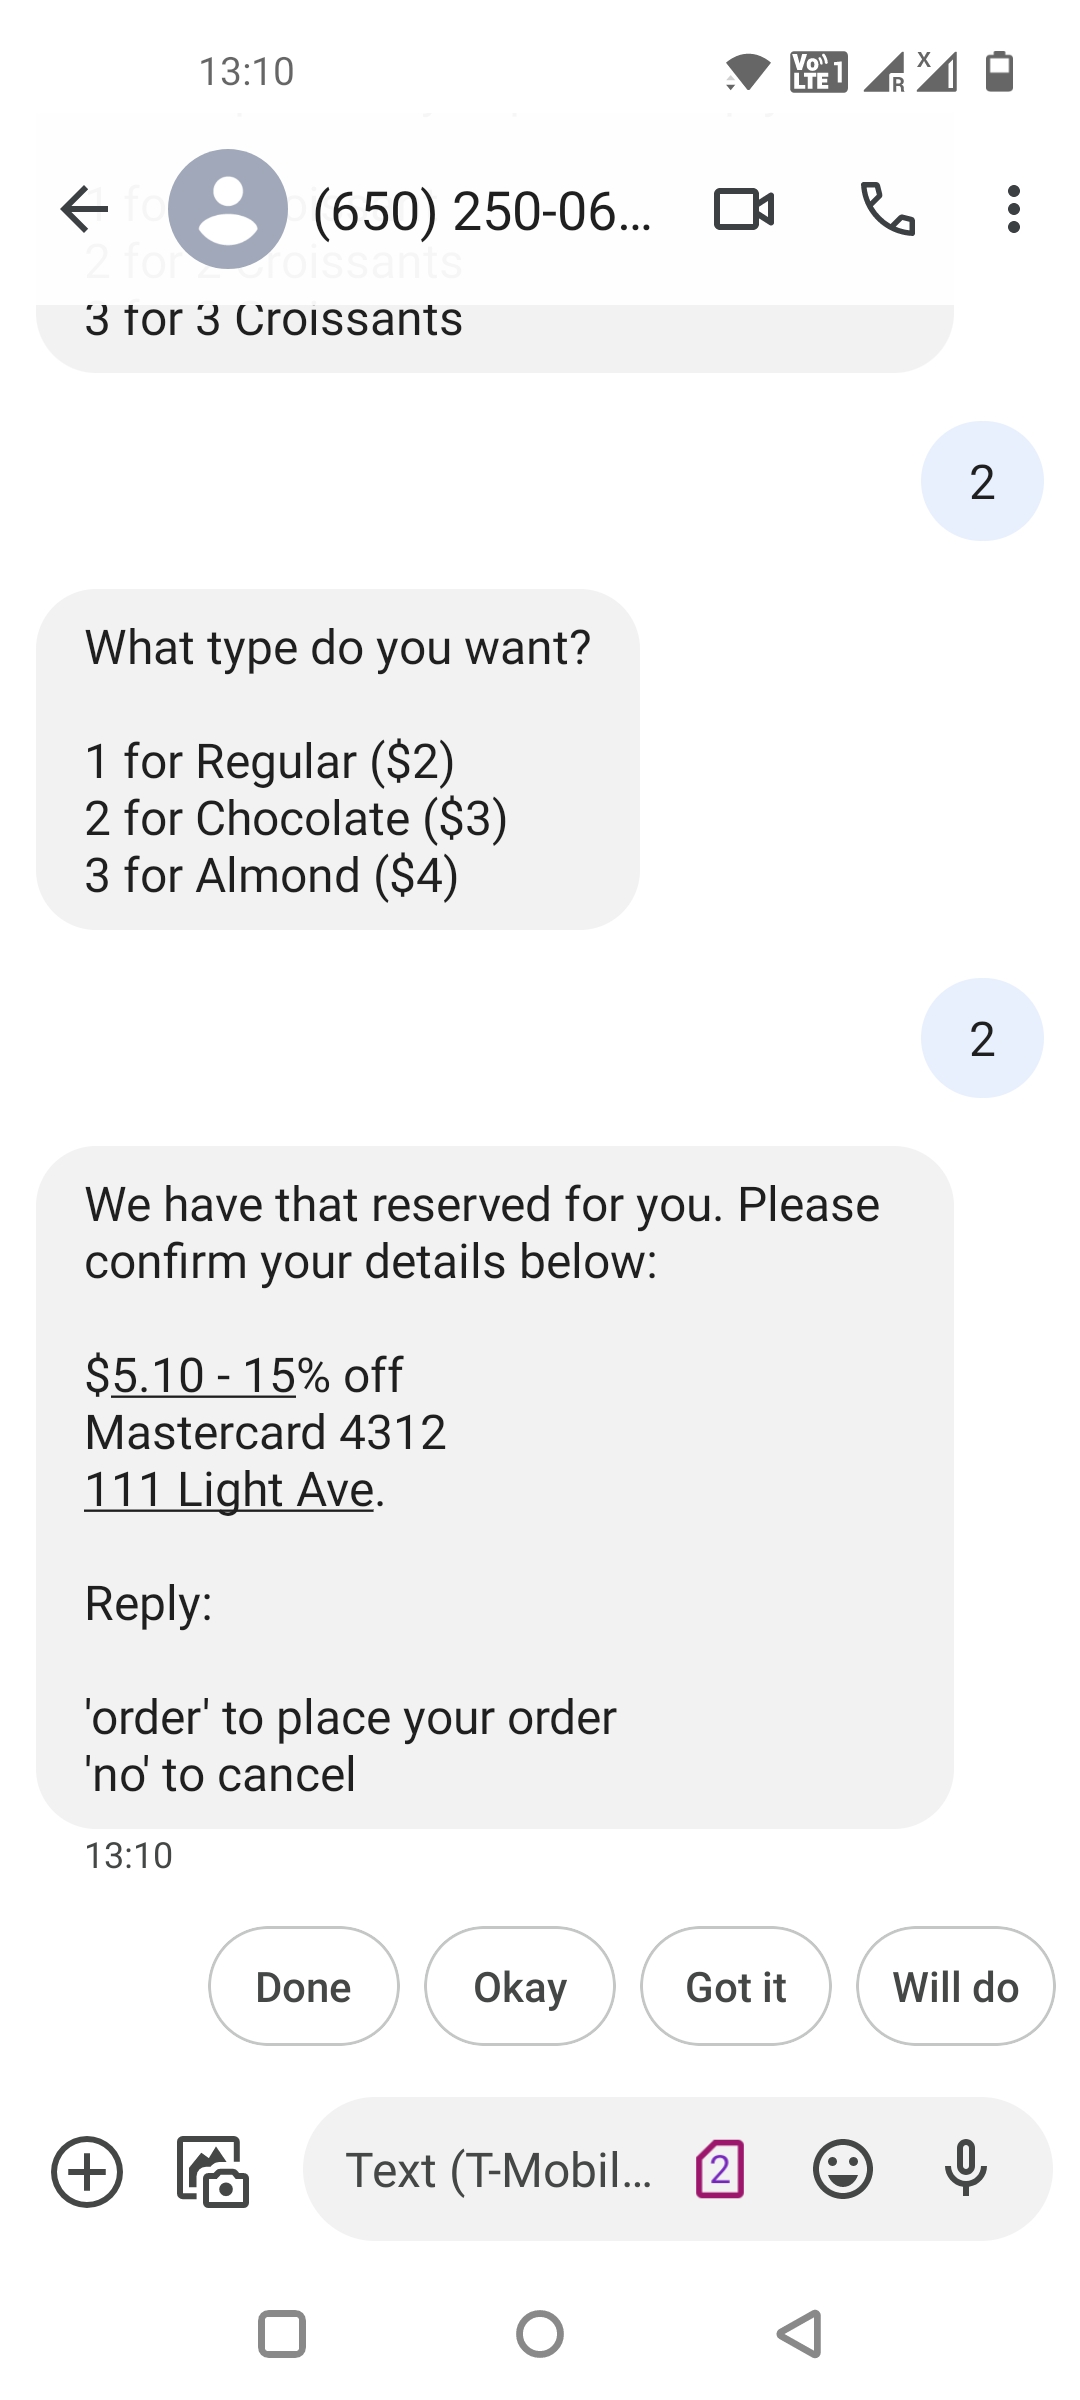 13:10
Vo LTE 1
R
X
(650) 250-06...
2 for 2 Croissants
3 for 3 Croissants
2
What type do you want?
1 for Regular ($2)
2 for Chocolate ($3)
3 for Almond ($4)
2
We have that reserved for you. Please
confirm your details below:
$5.10 - 15% off
Mastercard 4312
111 Light Ave.
Reply:
'order' to place your order
'no' to cancel
13:10
Done
Okay
Got it
Will do
Text (T-Mobil...
2